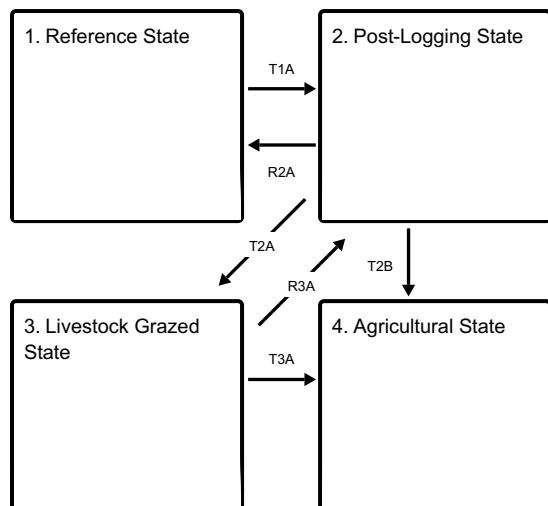 1. Reference State
2. Post-Logging State
T1A
R2A
T2A
R3A
T2B
3. Livestock Grazed
State
4. Agricultural State
T3A